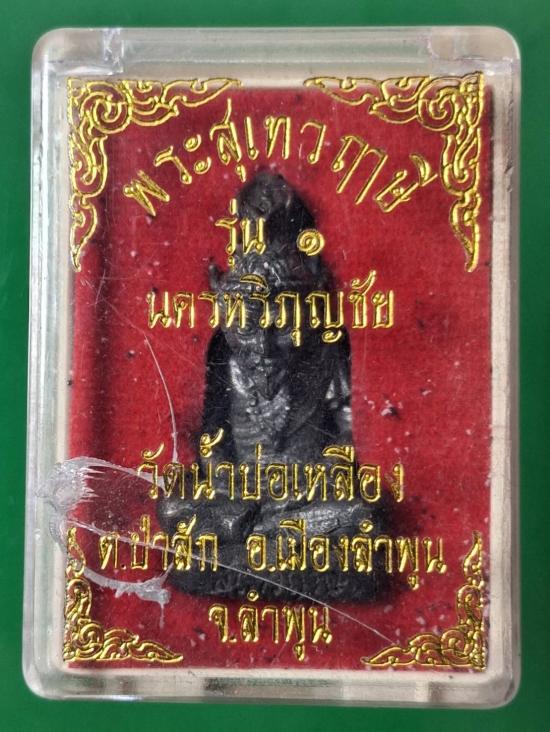 พระสุเทวฤาษี
รุ่น ๑
นครหริภุญชัย
วัดน้ำบ่อเหลือง
ต.ป่าสัก อ.เมืองลำพูน
จ.ลำพูน